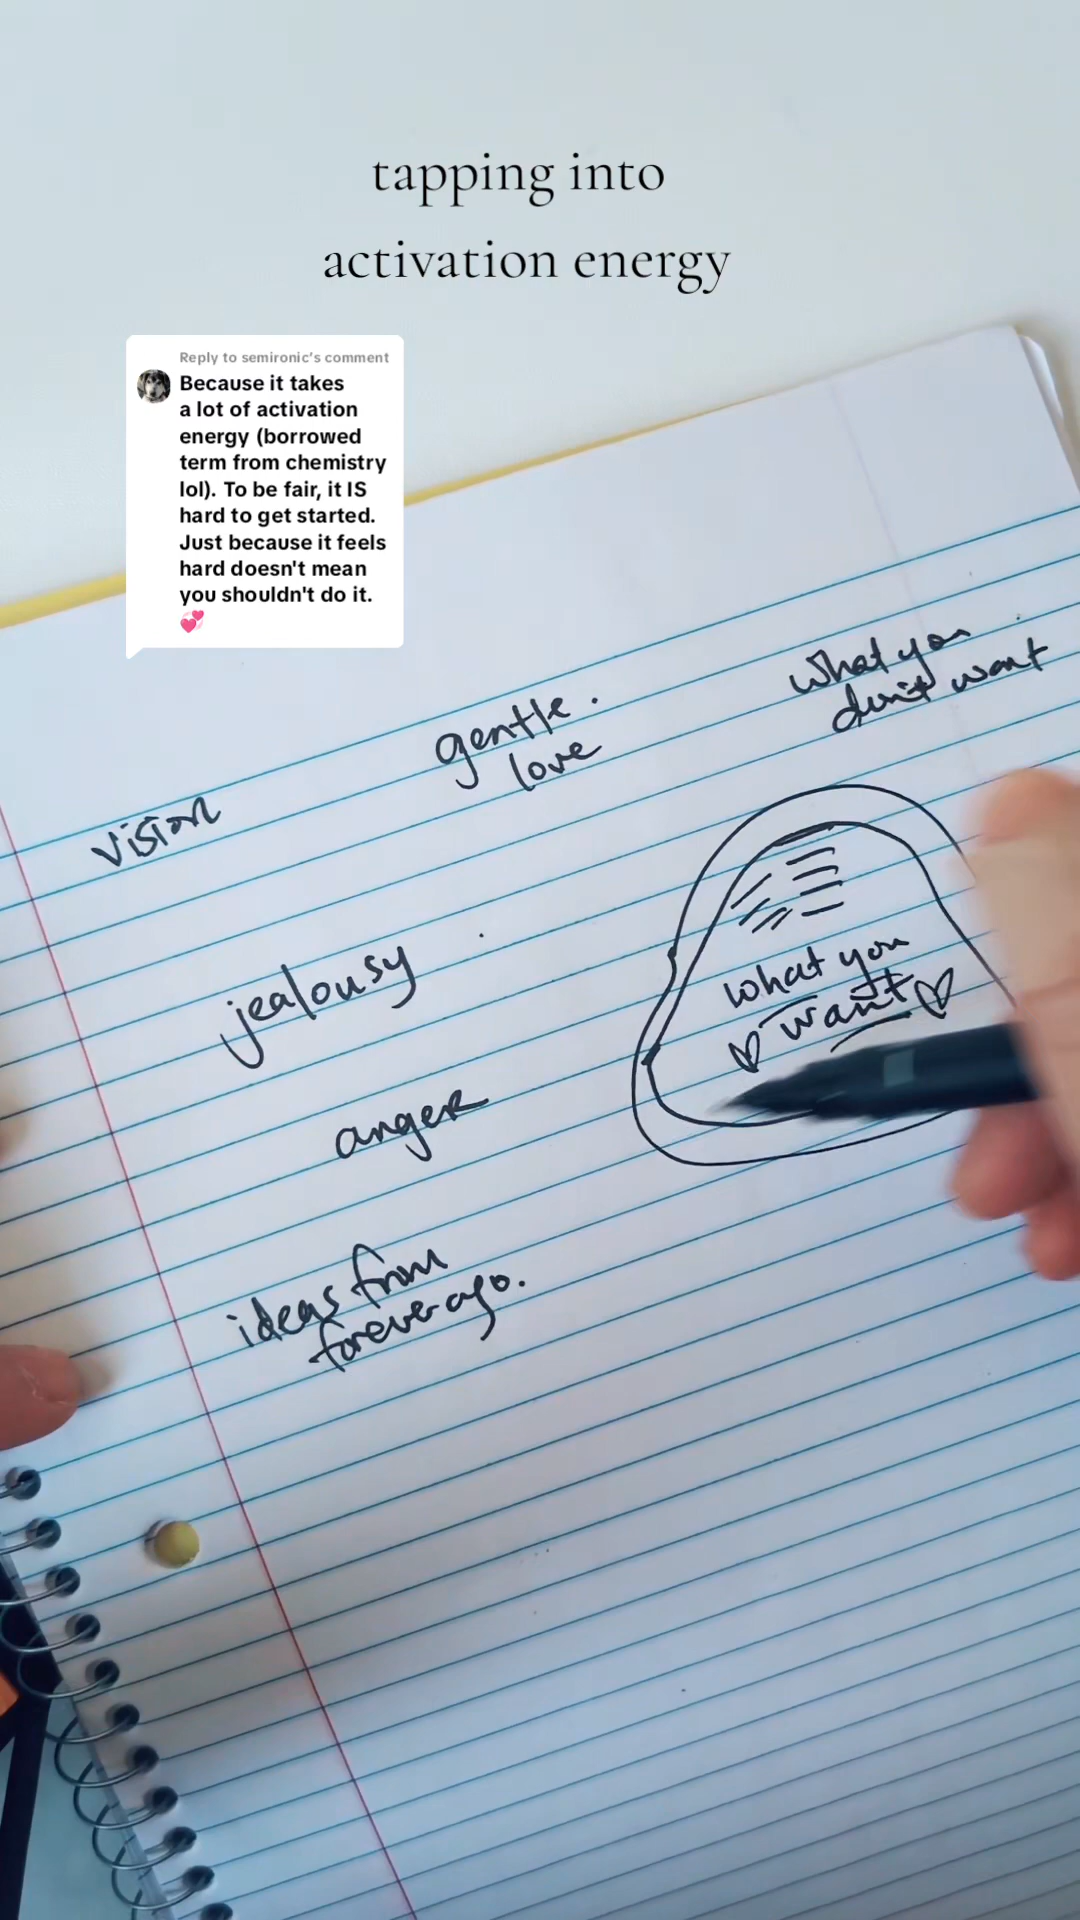 tapping into
activation energy
Reply to semironic's comment
Because it takes
a lot of activation
energy (borrowed
term from chemistry
lol). To be fair, it IS
hard to get started.
Just because it feels
hard doesn't mean
you shouldn't do it.
💞
what you
don't want
gentle.
love
vision
jealousy
what you
want
anger
ideas from
forever ago.